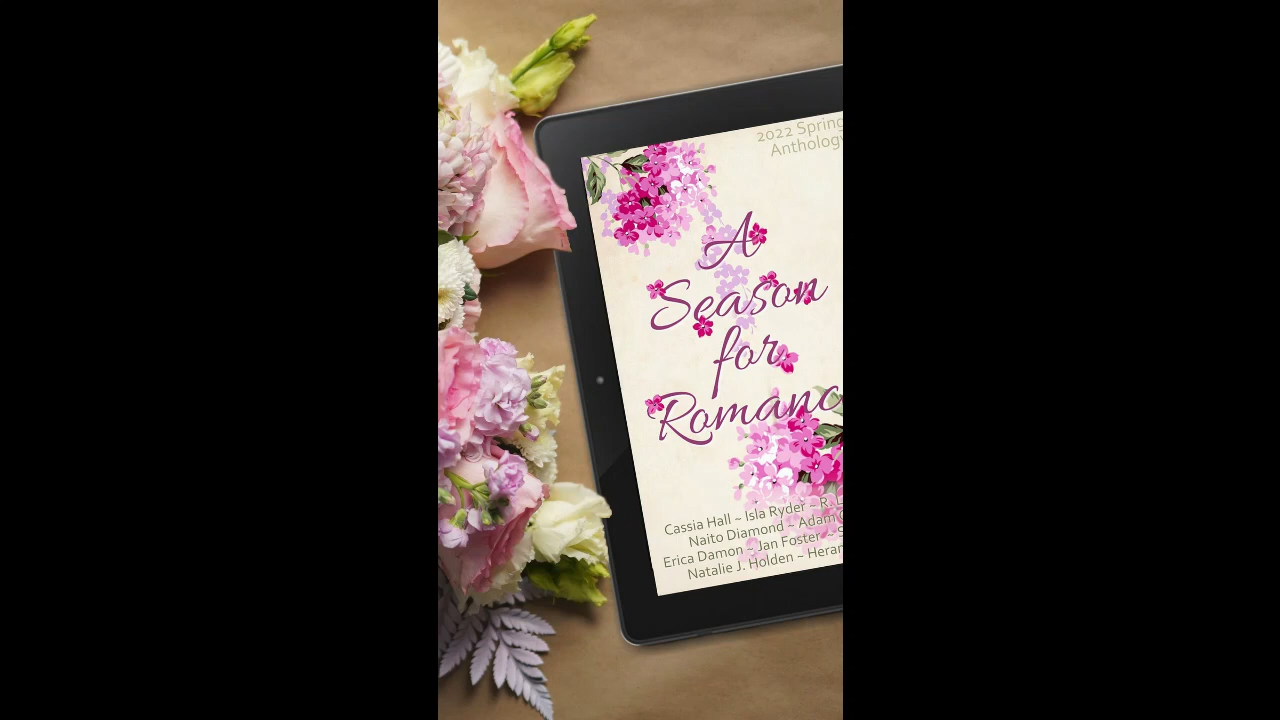 2022 Spring
Anthology
A
Season
for
Romanc
Cassia Hall ~ Isla Ryder ~ R. L
Naito Diamond ~ Adam
Erica Damon ~ Jan Foster ~ S
Natalie J. Holden ~ Heran